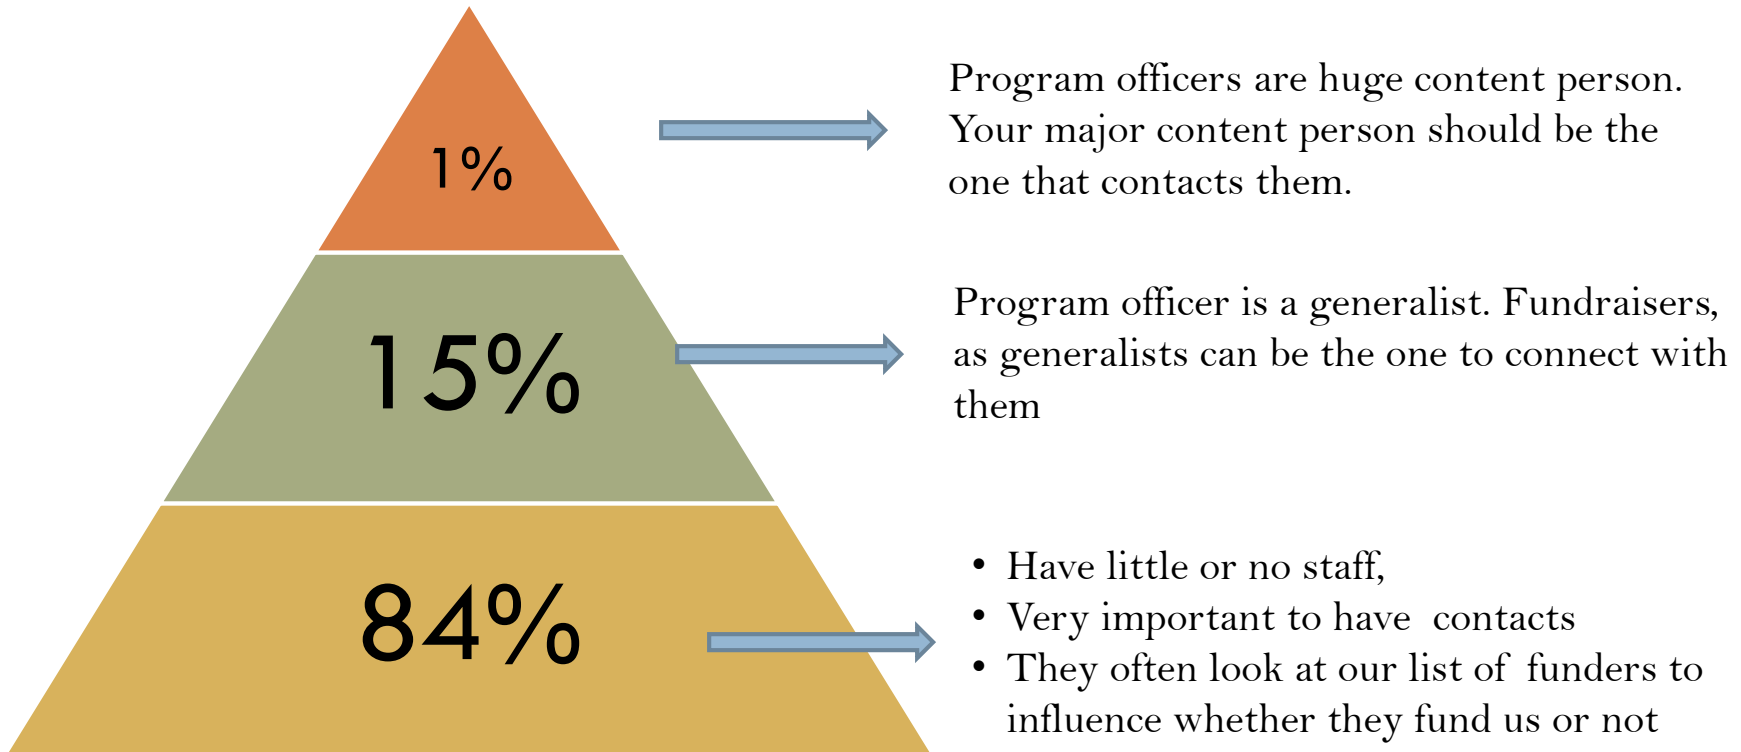 1%
Program officers are huge content person.
Your major content person should be the
one that contacts them.
15%
Program officer is a generalist. Fundraisers,
as generalists can be the one to connect with
them
84%
• Have little or no staff,
• Very important to have  contacts
• They often look at our list of  funders to
influence whether they fund us or not